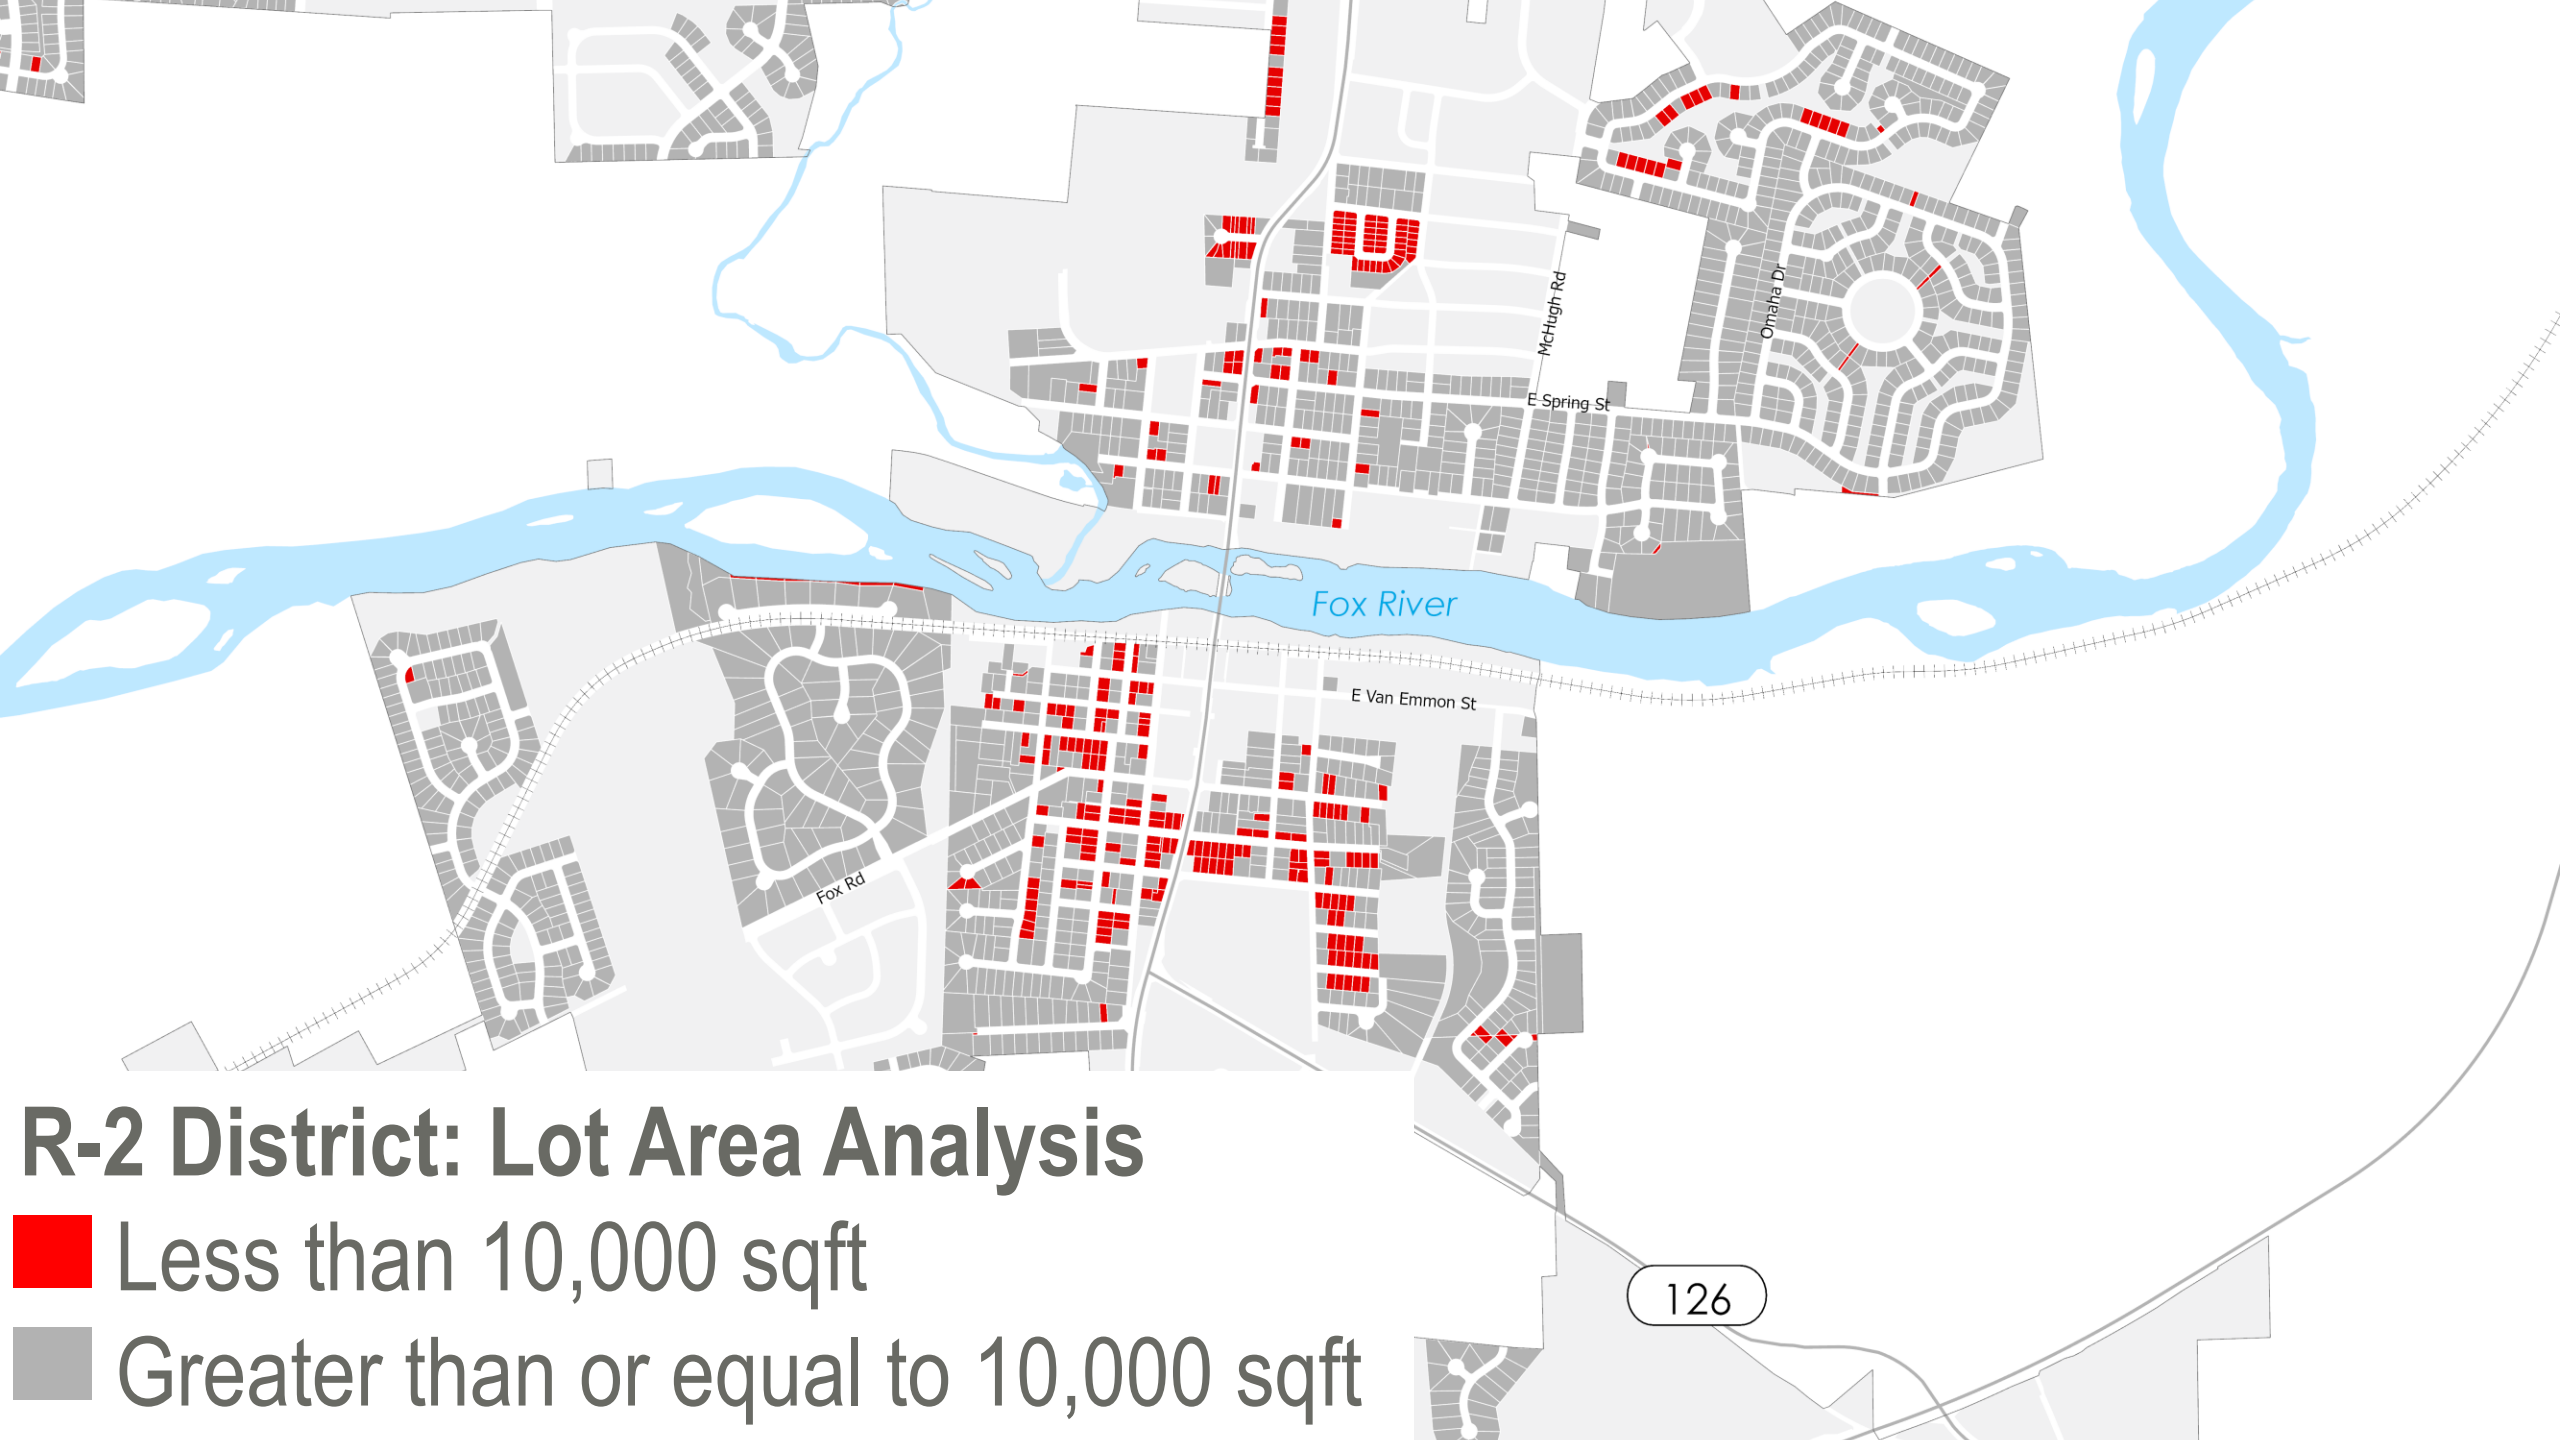 McHugh Rd
Omaha Dr
E Spring St
Fox River
E Van Emmon St
Fox Rd
R-2 District: Lot Area Analysis
Less than 10,000 sqft
126
Greater than or equal to 10,000 sqft